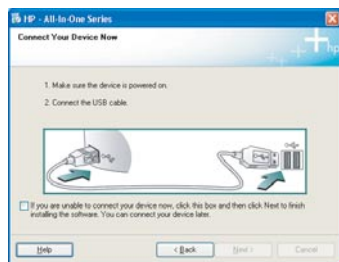 HP - All-In-One Series
Connect Your Device Now
hp
1. Make sure the device is powered on.
2. Connect the USB cable.
If you are unable to connect your device now, click this box and then click Next to finish
installing the software. You can connect your device later.
Help
< Back
Next >
Cancel